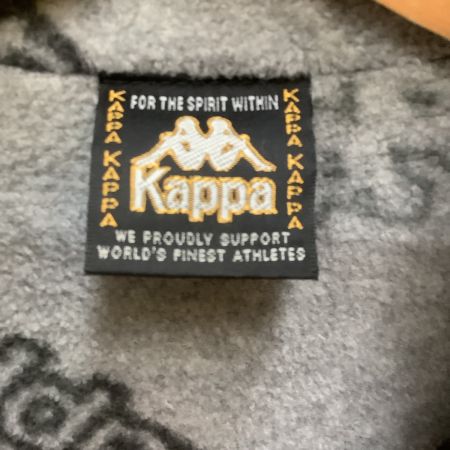 FOR THE SPIRIT WITHIN
KAPPA KAPPA
KAPPA KAPPA
Kappa
WE PROUDLY SUPPORT
WORLD'S FINEST ATHLETES